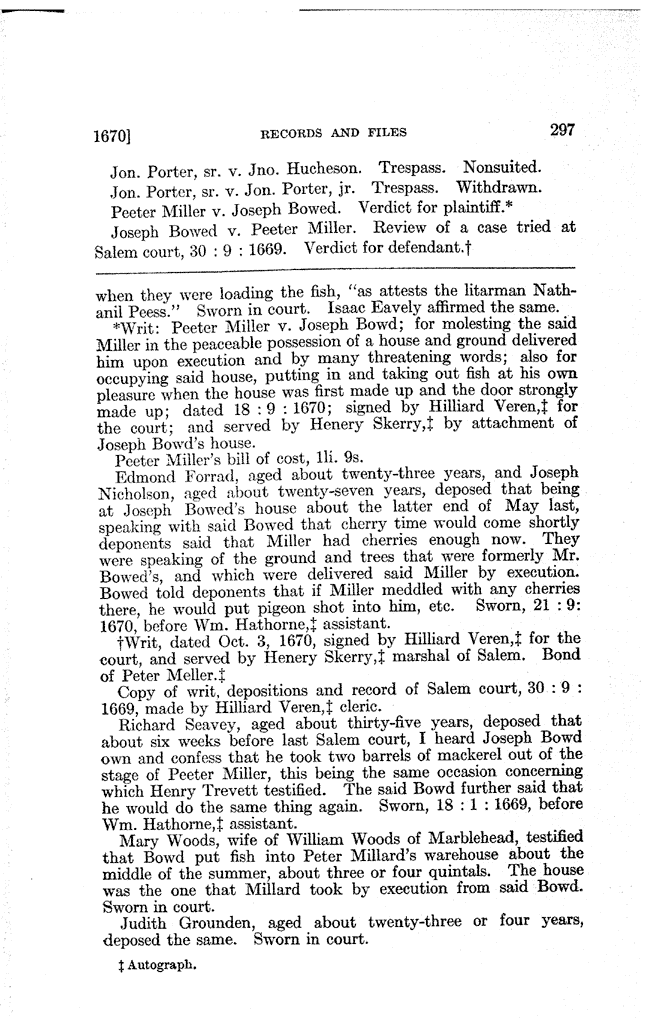 1670] RECORDS AND FILES 297
Jon. Porter, sr. v. Jno. Hucheson. Trespass. Nonsuited.
Jon. Porter, sr. v. Jon. Porter, jr. Trespass. Withdrawn.
Peeter Miller v. Joseph Bowed. Verdict for plaintiff.*
Joseph Bowed v. Peeter Miller. Review of a case tried at
Salem court, 30 : 9 : 1669. Verdict for defendant.†
when they were loading the fish, “as attests the litarman Nath-
anil Peess.” Sworn in court. Isaac Eavely affirmed the same.
*Writ: Peeter Miller v. Joseph Bowd; for molesting the said
Miller in the peaceable possession of a house and ground delivered
him upon execution and by many threatening words; also for
occupying said house, putting in and taking out fish at his own
pleasure when the house was first made up and the door strongly
made up; dated 18 : 9 : 1670; signed by Hilliard Veren,‡ for
the court; and served by Henery Skerry,‡ by attachment of
Joseph Bowd's house.
Peeter Miller's bill of cost, 1li. 9s.
Edmond Forrad, aged about twenty-three years, and Joseph
Nicholson, aged about twenty-seven years, deposed that being
at Joseph Bowed's house about the latter end of May last,
speaking with said Bowed that cherry time would come shortly
deponents said that Miller had cherries enough now. They
were speaking of the ground and trees that were formerly Mr.
Bowed's, and which were delivered said Miller by execution.
Bowed told deponents that if Miller meddled with any cherries
there, he would put pigeon shot into him, etc. Sworn, 21 : 9:
1670, before Wm. Hathorne,‡ assistant.
†Writ, dated Oct. 3, 1670, signed by Hilliard Veren,‡ for the
court, and served by Henery Skerry,‡ marshal of Salem. Bond
of Peter Meller.‡
Copy of writ, depositions and record of Salem court, 30 : 9 :
1669, made by Hilliard Veren,‡ cleric.
Richard Seavey, aged about thirty-five years, deposed that
about six weeks before last Salem court, I heard Joseph Bowd
own and confess that he took two barrels of mackerel out of the
stage of Peeter Miller, this being the same occasion concerning
which Henry Trevett testified. The said Bowd further said that
he would do the same thing again. Sworn, 18 : 1 : 1669, before
Wm. Hathorne,‡ assistant.
Mary Woods, wife of William Woods of Marblehead, testified
that Bowd put fish into Peter Millard's warehouse about the
middle of the summer, about three or four quintals. The house
was the one that Millard took by execution from said Bowd.
Sworn in court.
Judith Grounden, aged about twenty-three or four years,
deposed the same. Sworn in court.
‡ Autograph.